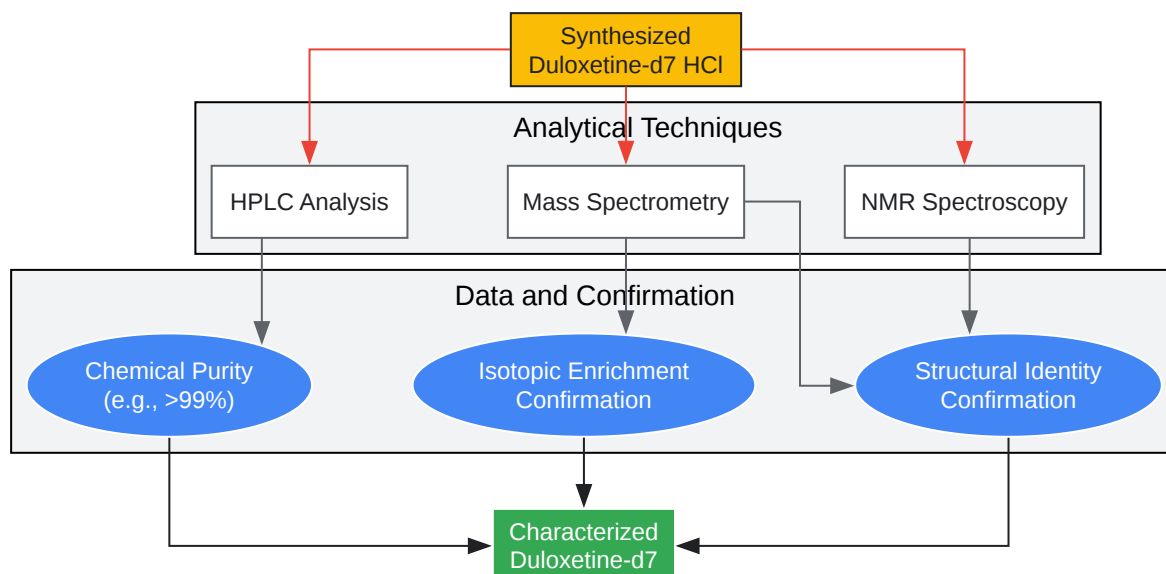 Synthesized
Duloxetine-d7 HCl
Analytical Techniques
HPLC Analysis
Mass Spectrometry
NMR Spectroscopy
Data and Confirmation
Chemical Purity
(e.g., >99%)
Isotopic Enrichment
Confirmation
Structural Identity
Confirmation
Characterized
Duloxetine-d7